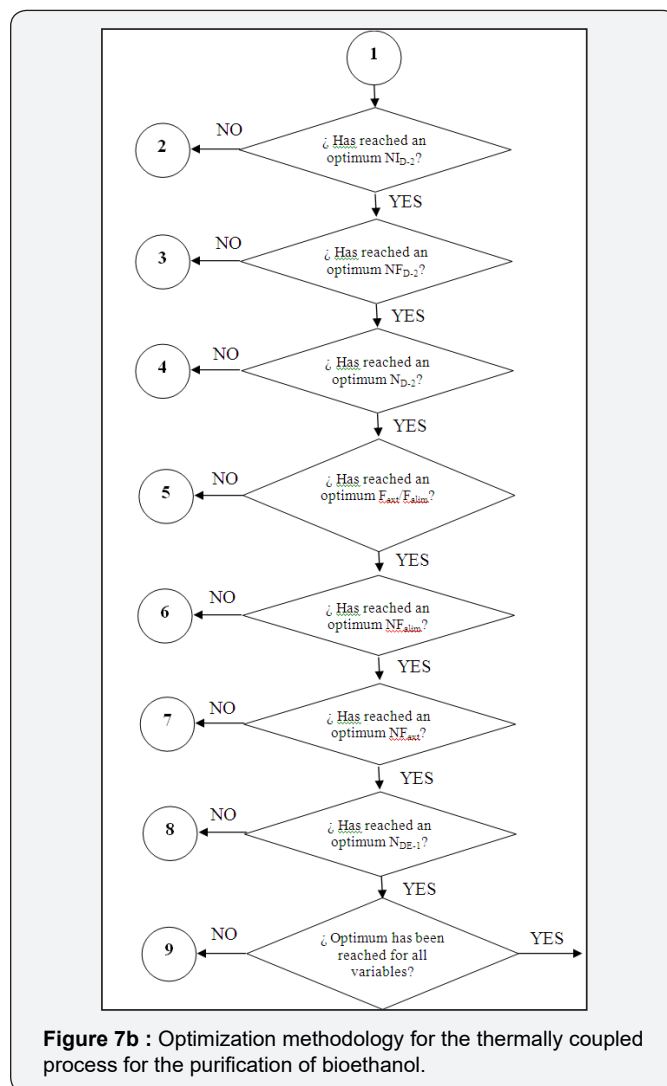 1
NO
2
¿ Has reached an
optimum NI_D-2?
YES
NO
3
¿ Has reached an
optimum NF_D-2?
YES
NO
4
¿ Has reached an
optimum N_D-2?
YES
NO
5
¿ Has reached an
optimum F_ext/F_alim?
YES
NO
6
¿ Has reached an
optimum NF_alim?
YES
NO
7
¿ Has reached an
optimum NF_ext?
YES
NO
8
¿ Has reached an
optimum N_DE-1?
YES
NO
9
¿ Optimum has been
reached for all
variables?
YES
Figure 7b : Optimization methodology for the thermally coupled
process for the purification of bioethanol.